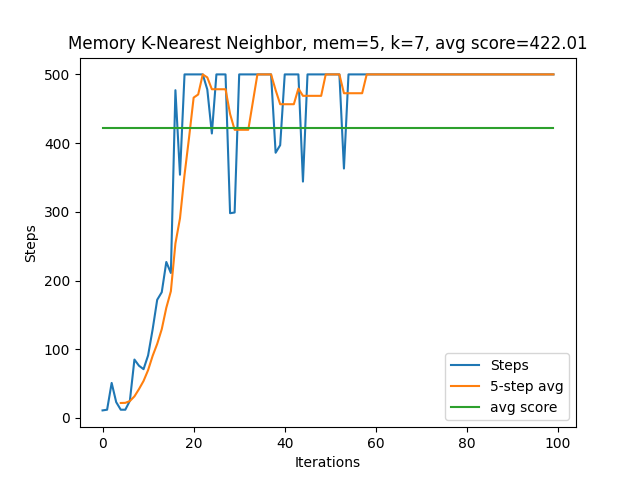 Memory K-Nearest Neighbor, mem=5, k=7, avg score=422.01
500
400
300
200
100
0
Steps
0 20 40 60 80 100
Iterations
Steps
5-step avg
avg score